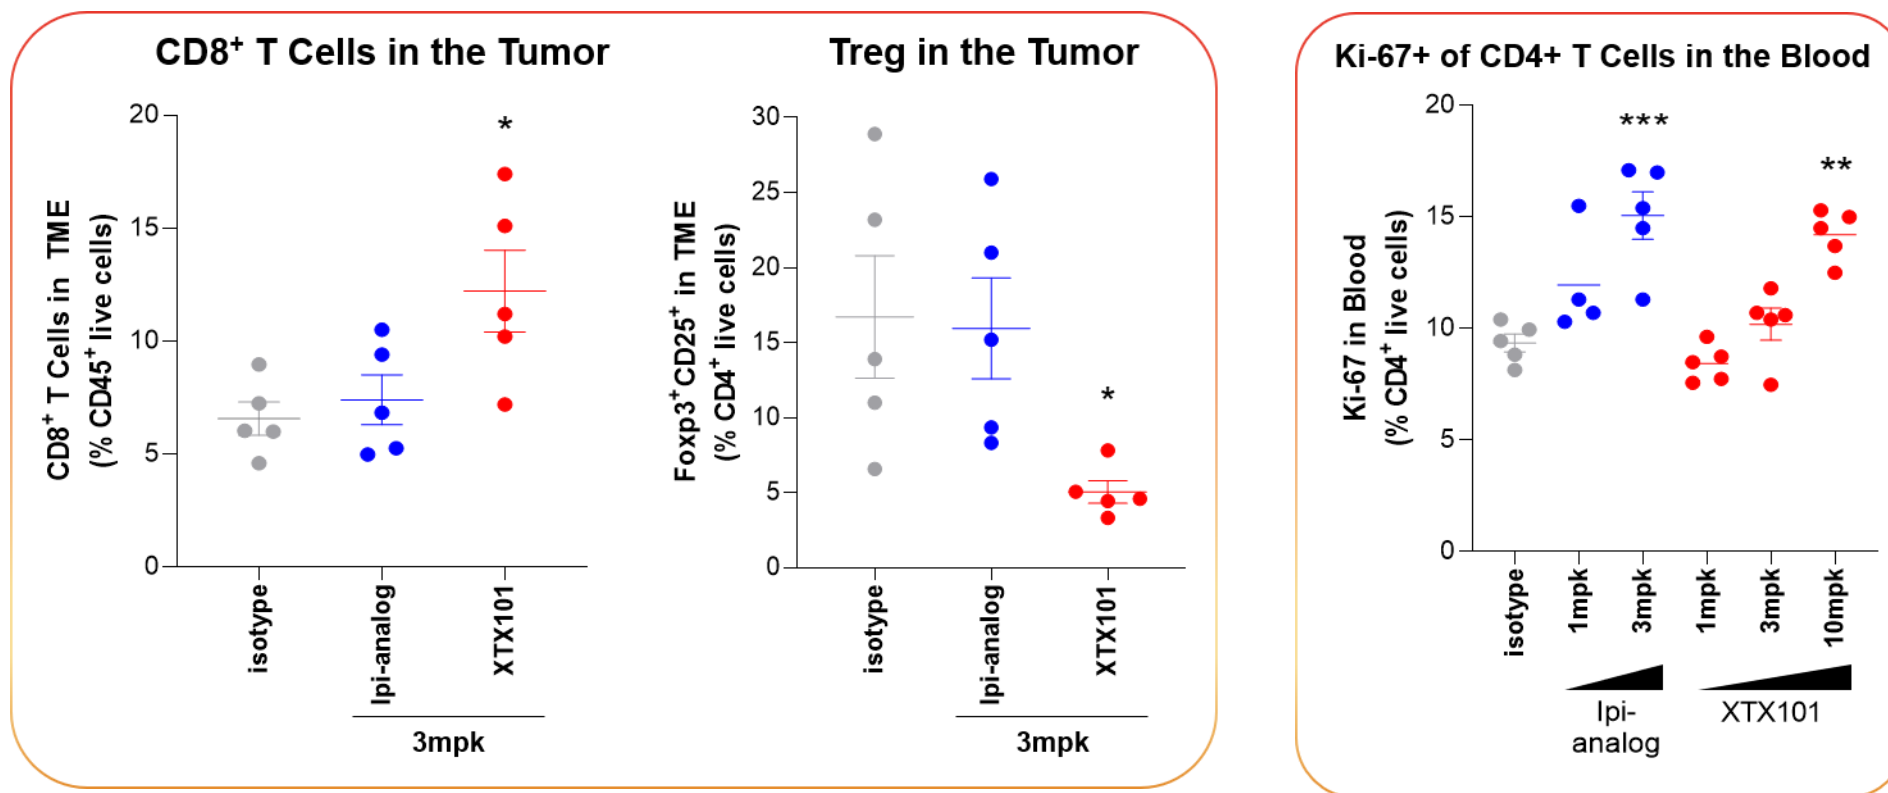 CD8⁺ T Cells in the Tumor
CD8⁺ T Cells in TME
(% CD45⁺ live cells)
20
15
10
5
0
*
isotype
Ipi-analog
XTX101
3mpk
Treg in the Tumor
Foxp3⁺CD25⁺ in TME
(% CD4⁺ live cells)
30
25
20
15
10
5
0
*
isotype
Ipi-analog
XTX101
3mpk
Ki-67+ of CD4+ T Cells in the Blood
Ki-67 in Blood
(% CD4⁺ live cells)
20
15
10
5
0
***
**
isotype
1mpk
3mpk
1mpk
3mpk
10mpk
Ipi-
analog
XTX101